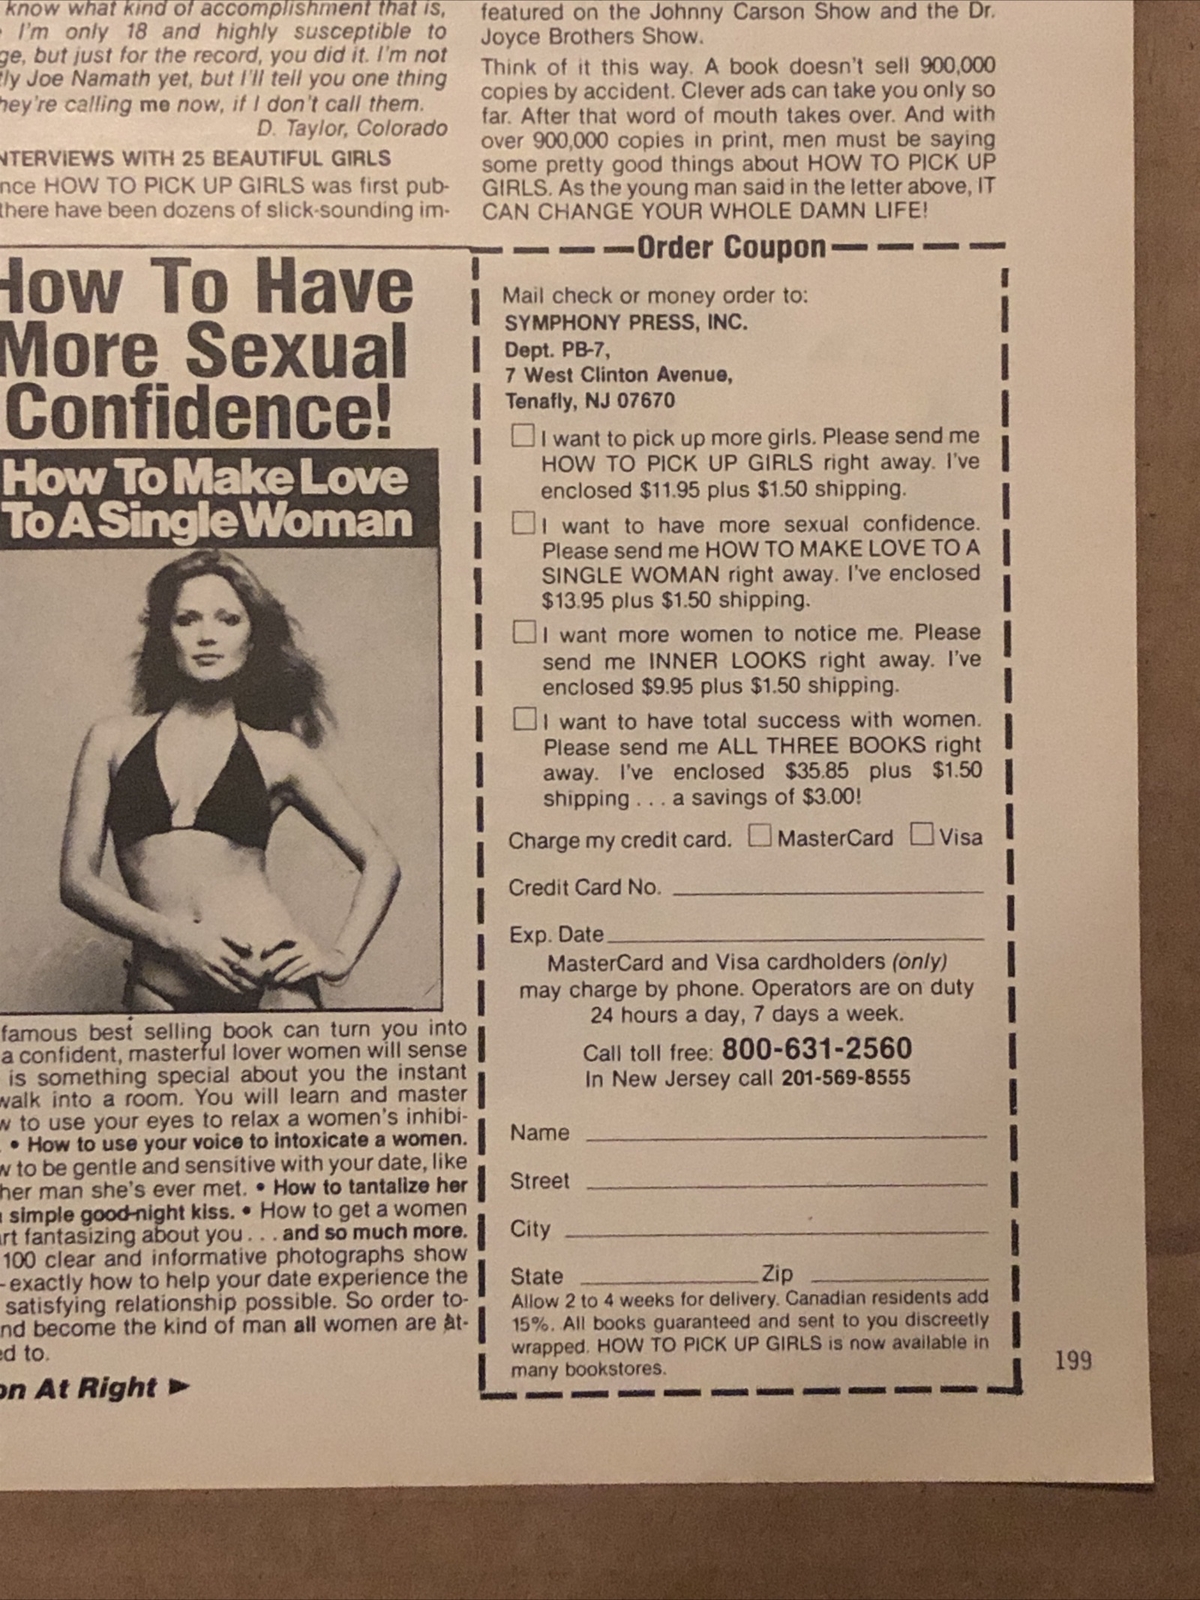 know what kind of accomplishment that is,
I'm only 18 and highly susceptible to
ge, but just for the record, you did it. I'm not
tly Joe Namath yet, but I'll tell you one thing
hey're calling me now, if I don't call them.
D. Taylor, Colorado
NTERVIEWS WITH 25 BEAUTIFUL GIRLS
nce HOW TO PICK UP GIRLS was first pub-
there have been dozens of slick-sounding im-
featured on the Johnny Carson Show and the Dr.
Joyce Brothers Show.
Think of it this way. A book doesn't sell 900,000
copies by accident. Clever ads can take you only so
far. After that word of mouth takes over. And with
over 900,000 copies in print, men must be saying
some pretty good things about HOW TO PICK UP
GIRLS. As the young man said in the letter above, IT
CAN CHANGE YOUR WHOLE DAMN LIFE!
How To Have
More Sexual
Confidence!
How To Make Love
To A Single Woman
famous best selling book can turn you into
a confident, masterful lover women will sense
is something special about you the instant
walk into a room. You will learn and master
w to use your eyes to relax a women's inhibi-
. • How to use your voice to intoxicate a women.
w to be gentle and sensitive with your date, like
her man she's ever met. • How to tantalize her
simple good-night kiss. • How to get a women
rt fantasizing about you . . . and so much more.
100 clear and informative photographs show
-exactly how to help your date experience the
satisfying relationship possible. So order to-
nd become the kind of man all women are at-
ed to.
on At Right ►
Order Coupon
Mail check or money order to:
SYMPHONY PRESS, INC.
Dept. PB-7,
7 West Clinton Avenue,
Tenafly, NJ 07670
I want to pick up more girls. Please send me
HOW TO PICK UP GIRLS right away. I've
enclosed $11.95 plus $1.50 shipping.
I want to have more sexual confidence.
Please send me HOW TO MAKE LOVE TO A
SINGLE WOMAN right away. I've enclosed
$13.95 plus $1.50 shipping.
I want more women to notice me. Please
send me INNER LOOKS right away. I've
enclosed $9.95 plus $1.50 shipping.
I want to have total success with women.
Please send me ALL THREE BOOKS right
away. I've enclosed $35.85 plus $1.50
shipping . . . a savings of $3.00!
Charge my credit card. MasterCard Visa
Credit Card No.
Exp. Date
MasterCard and Visa cardholders (only)
may charge by phone. Operators are on duty
24 hours a day, 7 days a week.
Call toll free: 800-631-2560
In New Jersey call 201-569-8555
Name
Street
City
State Zip
Allow 2 to 4 weeks for delivery. Canadian residents add
15%. All books guaranteed and sent to you discreetly
wrapped. HOW TO PICK UP GIRLS is now available in
many bookstores.
199